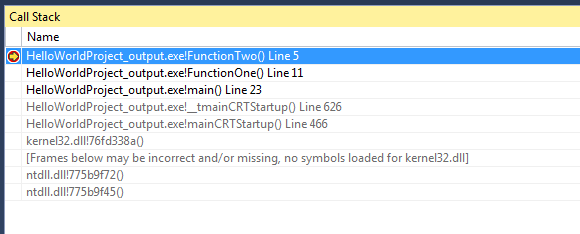 Call Stack
Name
HelloWorldProject_output.exe!FunctionTwo() Line 5
HelloWorldProject_output.exe!FunctionOne() Line 11
HelloWorldProject_output.exe!main() Line 23
HelloWorldProject_output.exe!__tmainCRTStartup() Line 626
HelloWorldProject_output.exe!mainCRTStartup() Line 466
kernel32.dll!76fd338a()
[Frames below may be incorrect and/or missing, no symbols loaded for kernel32.dll]
ntdll.dll!775b9f72()
ntdll.dll!775b9f45()